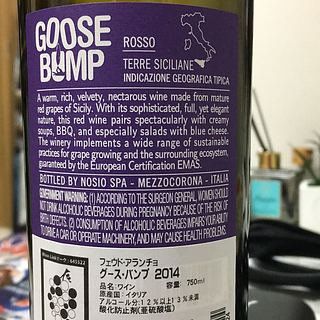 GOOSE
BUMP
ROSSO
TERRE SICILIANE
INDICAZIONE GEOGRAFICA TIPICA
A warm, rich, velvety, nectarous wine made from mature
red grapes of Sicily. With its sophisticated, full, yet elegant
nature, this red wine pairs spectacularly with creamy
soups, BBQ, and especially salads with blue cheese.
The winery implements a wide range of sustainable
practices for grape growing and the surrounding ecosystem,
guaranteed by the European Certification EMAS.
BOTTLED BY NOSIO SPA - MEZZOCORONA - ITALIA
GOVERNMENT WARNING: (1) ACCORDING TO THE SURGEON GENERAL, WOMEN SHOULD
NOT DRINK ALCOHOLIC BEVERAGES DURING PREGNANCY BECAUSE OF THE RISK OF
BIRTH DEFECTS. (2) CONSUMPTION OF ALCOHOLIC BEVERAGES IMPAIRS YOUR ABILITY
TO DRIVE A CAR OR OPERATE MACHINERY, AND MAY CAUSE HEALTH PROBLEMS.
フェウド・アランチョ
グース・バンプ 2014
品名：ワイン 容量：750ml
原産国：イタリア
アルコール分：12％以上13％未満
酸化防止剤(亜硫酸塩)